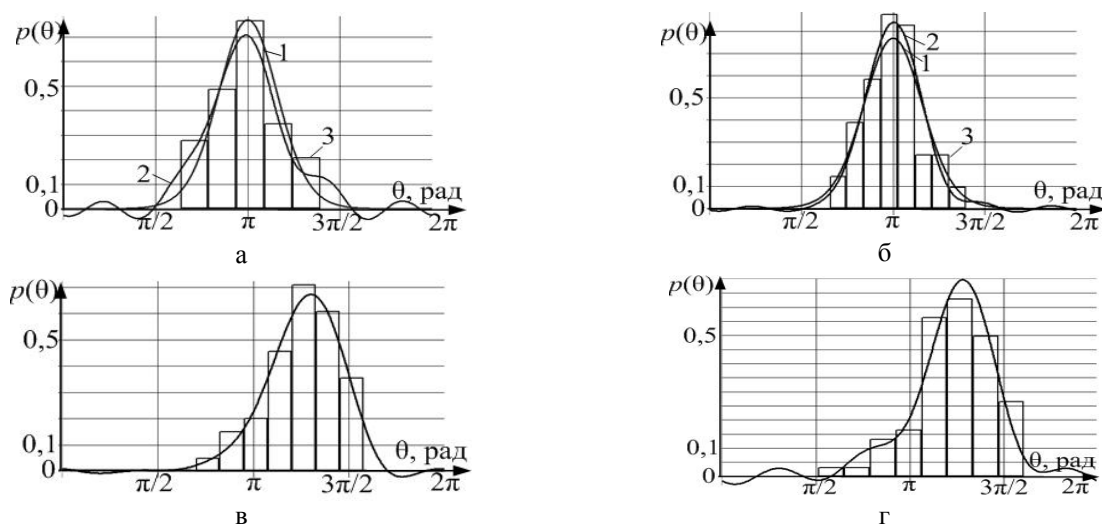 p(θ)
1
0,5
3
2
0,1
0
θ, рад
π/2
π
3π/2
2π
а
p(θ)
2
1
0,5
3
0,1
0
θ, рад
π/2
π
3π/2
2π
б
p(θ)
0,5
0,1
0
θ, рад
π/2
π
3π/2
2π
в
p(θ)
0,5
0,1
0
θ, рад
π/2
π
3π/2
2π
г